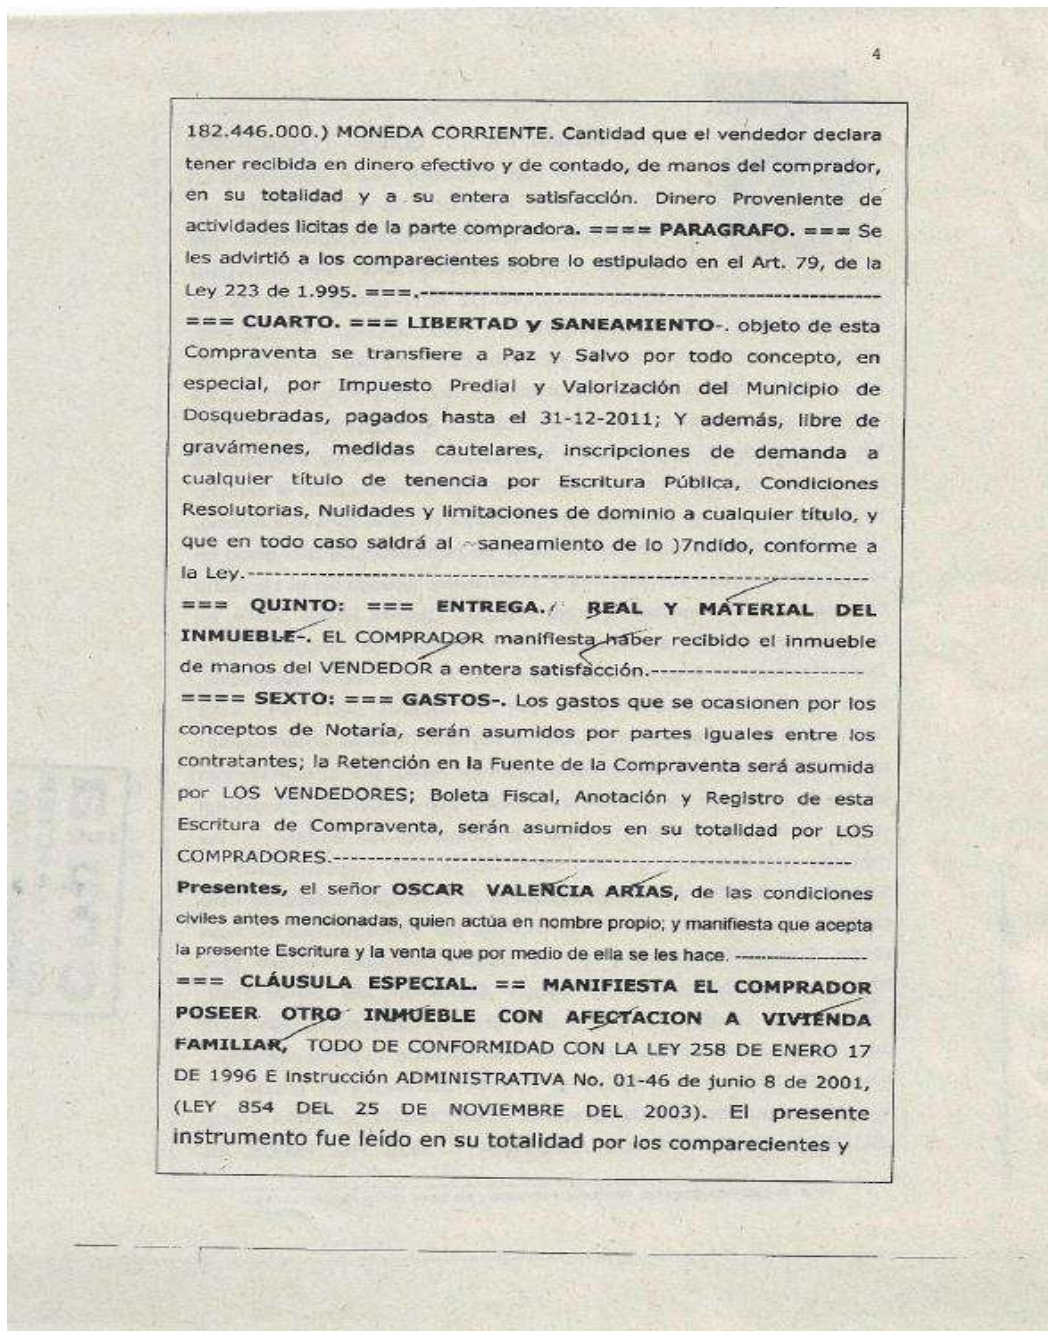 4
182.446.000.) MONEDA CORRIENTE. Cantidad que el vendedor declara
tener recibida en dinero efectivo y de contado, de manos del comprador,
en su totalidad y a su entera satisfacción. Dinero Proveniente de
actividades licitas de la parte compradora. ==== PARAGRAFO. === Se
les advirtió a los comparecientes sobre lo estipulado en el Art. 79, de la
Ley 223 de 1.995. ===.----------------------------------------------------
=== CUARTO. === LIBERTAD y SANEAMIENTO-. objeto de esta
Compraventa se transfiere a Paz y Salvo por todo concepto, en
especial, por Impuesto Predial y Valorización del Municipio de
Dosquebradas, pagados hasta el 31-12-2011; Y además, libre de
gravámenes, medidas cautelares, inscripciones de demanda a
cualquier título de tenencia por Escritura Pública, Condiciones
Resolutorias, Nulidades y limitaciones de dominio a cualquier título, y
que en todo caso saldrá al ~saneamiento de lo )7ndido, conforme a
la Ley.----------------------------------------------------------------------
=== QUINTO: === ENTREGA./ REAL Y MATERIAL DEL
INMUEBLE-. EL COMPRADOR manifiesta haber recibido el inmueble
de manos del VENDEDOR a entera satisfacción.------------------------
==== SEXTO: === GASTOS-. Los gastos que se ocasionen por los
conceptos de Notaría, serán asumidos por partes iguales entre los
contratantes; la Retención en la Fuente de la Compraventa será asumida
por LOS VENDEDORES; Boleta Fiscal, Anotación y Registro de esta
Escritura de Compraventa, serán asumidos en su totalidad por LOS
COMPRADORES.-----------------------------------------------------------
Presentes, el señor OSCAR VALENCIA ARIAS, de las condiciones
civiles antes mencionadas, quien actúa en nombre propio; y manifiesta que acepta
la presente Escritura y la venta que por medio de ella se les hace. --------------------
=== CLÁUSULA ESPECIAL. == MANIFIESTA EL COMPRADOR
POSEER OTRO INMUEBLE CON AFECTACION A VIVIENDA
FAMILIAR, TODO DE CONFORMIDAD CON LA LEY 258 DE ENERO 17
DE 1996 E Instrucción ADMINISTRATIVA No. 01-46 de junio 8 de 2001,
(LEY 854 DEL 25 DE NOVIEMBRE DEL 2003). El presente
instrumento fue leído en su totalidad por los comparecientes y